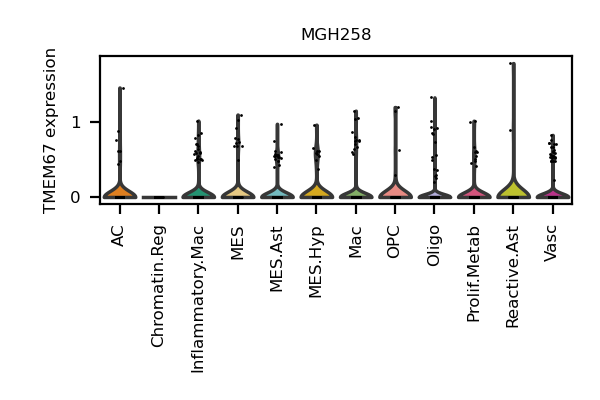 MGH258
TMEM67 expression
1
0
AC
Chromatin.Reg
Inflammatory.Mac
MES
MES.Ast
MES.Hyp
Mac
OPC
Oligo
Prolif.Metab
Reactive.Ast
Vasc